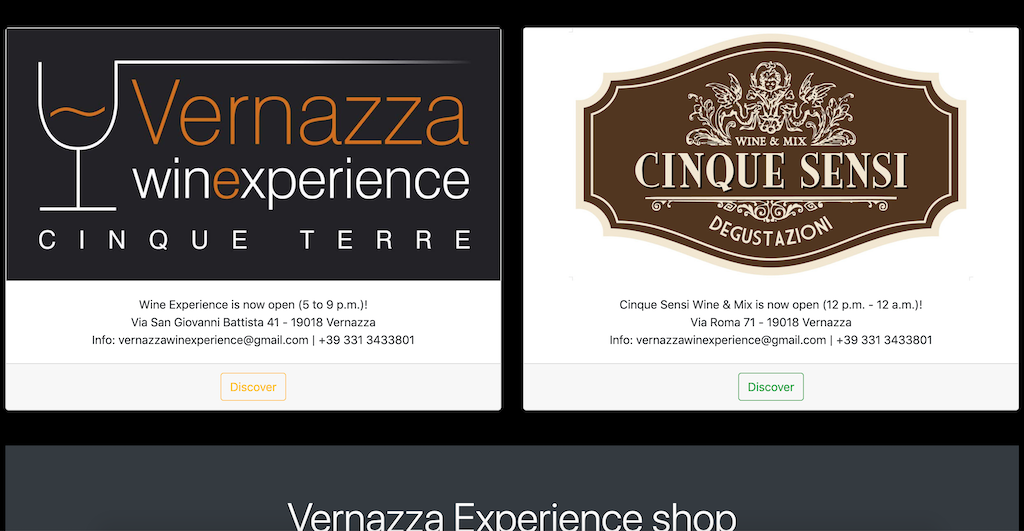 Vernazza
winexperience
CINQUE TERRE
Wine Experience is now open (5 to 9 p.m.)!
Via San Giovanni Battista 41 - 19018 Vernazza
Info: vernazzawinexperience@gmail.com | +39 331 3433801
Discover
WINE & MIX
CINQUE SENSI
DEGUSTAZIONI
Cinque Sensi Wine & Mix is now open (12 p.m. - 12 a.m.)!
Via Roma 71 - 19018 Vernazza
Info: vernazzawinexperience@gmail.com | +39 331 3433801
Discover
Vernazza Experience shop